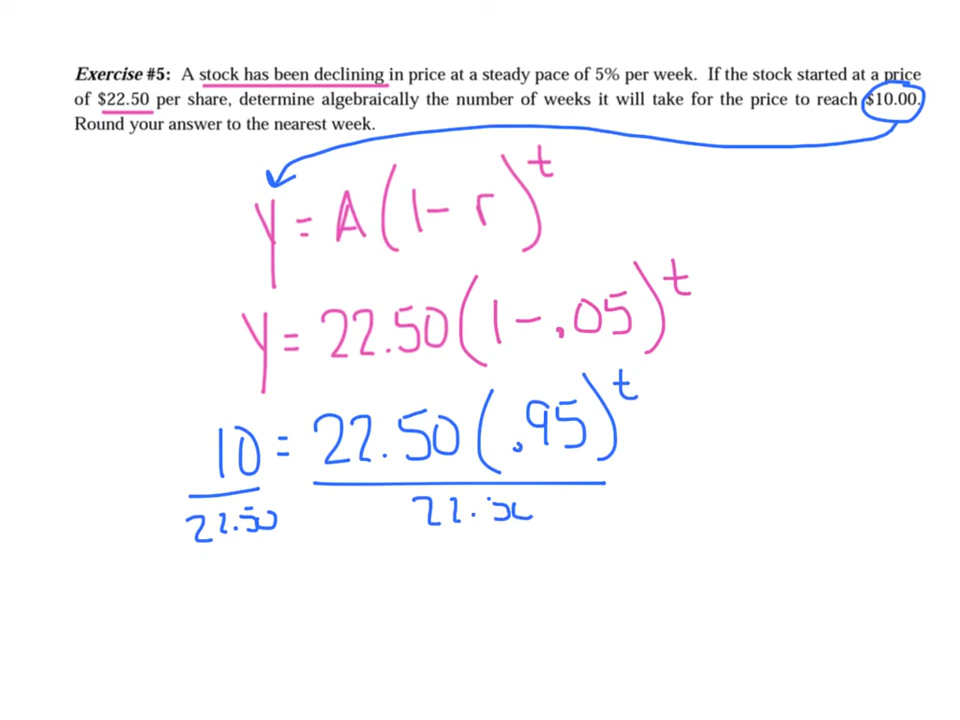 Exercise #5: A stock has been declining in price at a steady pace of 5% per week. If the stock started at a price
of $22.50 per share, determine algebraically the number of weeks it will take for the price to reach $10.00.
Round your answer to the nearest week.
y = A(1 - r)^t
y = 22.50(1 - .05)^t
10 = 22.50(.95)^t
22.50 22.50